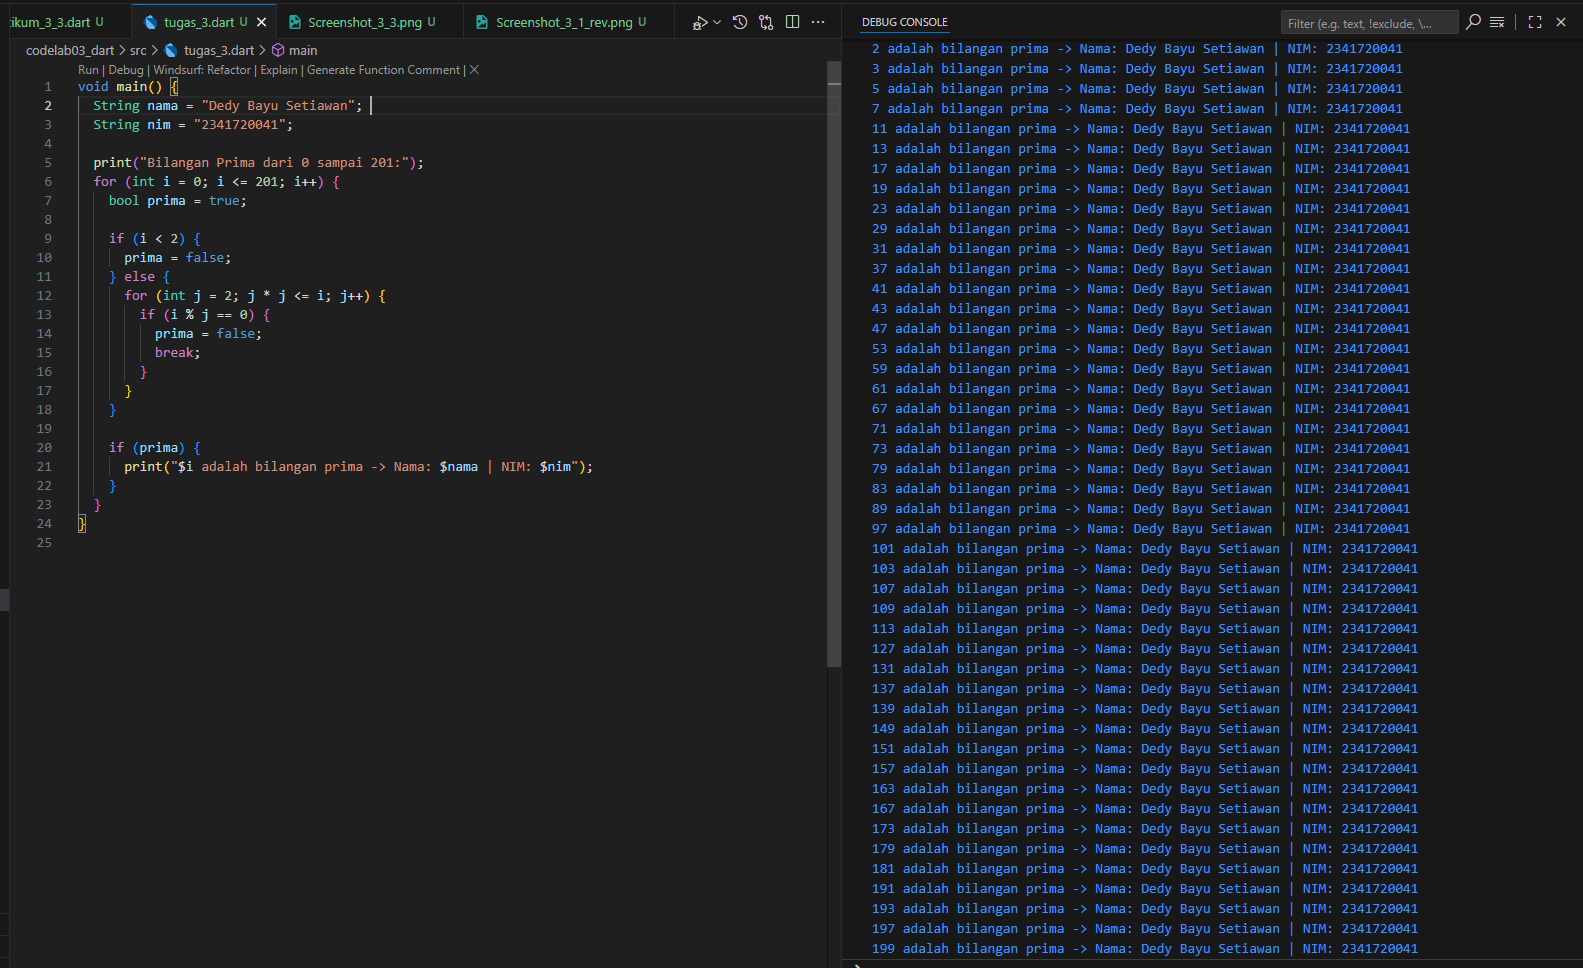 tikum_3_3.dart U
tugas_3.dart U
Screenshot_3_3.png U
Screenshot_3_1_rev.png U
codelab03_dart > src > tugas_3.dart > main
Run | Debug | Windsurf: Refactor | Explain | Generate Function Comment | ×
1 void main() {
2 String nama = "Dedy Bayu Setiawan";
3 String nim = "2341720041";
4
5 print("Bilangan Prima dari 0 sampai 201:");
6 for (int i = 0; i <= 201; i++) {
7 bool prima = true;
8
9 if (i < 2) {
10 prima = false;
11 } else {
12 for (int j = 2; j * j <= i; j++) {
13 if (i % j == 0) {
14 prima = false;
15 break;
16 }
17 }
18 }
19
20 if (prima) {
21 print("$i adalah bilangan prima -> Nama: $nama | NIM: $nim");
22 }
23 }
24 }
25
DEBUG CONSOLE
Filter (e.g. text, !exclude, \...
2 adalah bilangan prima -> Nama: Dedy Bayu Setiawan | NIM: 2341720041
3 adalah bilangan prima -> Nama: Dedy Bayu Setiawan | NIM: 2341720041
5 adalah bilangan prima -> Nama: Dedy Bayu Setiawan | NIM: 2341720041
7 adalah bilangan prima -> Nama: Dedy Bayu Setiawan | NIM: 2341720041
11 adalah bilangan prima -> Nama: Dedy Bayu Setiawan | NIM: 2341720041
13 adalah bilangan prima -> Nama: Dedy Bayu Setiawan | NIM: 2341720041
17 adalah bilangan prima -> Nama: Dedy Bayu Setiawan | NIM: 2341720041
19 adalah bilangan prima -> Nama: Dedy Bayu Setiawan | NIM: 2341720041
23 adalah bilangan prima -> Nama: Dedy Bayu Setiawan | NIM: 2341720041
29 adalah bilangan prima -> Nama: Dedy Bayu Setiawan | NIM: 2341720041
31 adalah bilangan prima -> Nama: Dedy Bayu Setiawan | NIM: 2341720041
37 adalah bilangan prima -> Nama: Dedy Bayu Setiawan | NIM: 2341720041
41 adalah bilangan prima -> Nama: Dedy Bayu Setiawan | NIM: 2341720041
43 adalah bilangan prima -> Nama: Dedy Bayu Setiawan | NIM: 2341720041
47 adalah bilangan prima -> Nama: Dedy Bayu Setiawan | NIM: 2341720041
53 adalah bilangan prima -> Nama: Dedy Bayu Setiawan | NIM: 2341720041
59 adalah bilangan prima -> Nama: Dedy Bayu Setiawan | NIM: 2341720041
61 adalah bilangan prima -> Nama: Dedy Bayu Setiawan | NIM: 2341720041
67 adalah bilangan prima -> Nama: Dedy Bayu Setiawan | NIM: 2341720041
71 adalah bilangan prima -> Nama: Dedy Bayu Setiawan | NIM: 2341720041
73 adalah bilangan prima -> Nama: Dedy Bayu Setiawan | NIM: 2341720041
79 adalah bilangan prima -> Nama: Dedy Bayu Setiawan | NIM: 2341720041
83 adalah bilangan prima -> Nama: Dedy Bayu Setiawan | NIM: 2341720041
89 adalah bilangan prima -> Nama: Dedy Bayu Setiawan | NIM: 2341720041
97 adalah bilangan prima -> Nama: Dedy Bayu Setiawan | NIM: 2341720041
101 adalah bilangan prima -> Nama: Dedy Bayu Setiawan | NIM: 2341720041
103 adalah bilangan prima -> Nama: Dedy Bayu Setiawan | NIM: 2341720041
107 adalah bilangan prima -> Nama: Dedy Bayu Setiawan | NIM: 2341720041
109 adalah bilangan prima -> Nama: Dedy Bayu Setiawan | NIM: 2341720041
113 adalah bilangan prima -> Nama: Dedy Bayu Setiawan | NIM: 2341720041
127 adalah bilangan prima -> Nama: Dedy Bayu Setiawan | NIM: 2341720041
131 adalah bilangan prima -> Nama: Dedy Bayu Setiawan | NIM: 2341720041
137 adalah bilangan prima -> Nama: Dedy Bayu Setiawan | NIM: 2341720041
139 adalah bilangan prima -> Nama: Dedy Bayu Setiawan | NIM: 2341720041
149 adalah bilangan prima -> Nama: Dedy Bayu Setiawan | NIM: 2341720041
151 adalah bilangan prima -> Nama: Dedy Bayu Setiawan | NIM: 2341720041
157 adalah bilangan prima -> Nama: Dedy Bayu Setiawan | NIM: 2341720041
163 adalah bilangan prima -> Nama: Dedy Bayu Setiawan | NIM: 2341720041
167 adalah bilangan prima -> Nama: Dedy Bayu Setiawan | NIM: 2341720041
173 adalah bilangan prima -> Nama: Dedy Bayu Setiawan | NIM: 2341720041
179 adalah bilangan prima -> Nama: Dedy Bayu Setiawan | NIM: 2341720041
181 adalah bilangan prima -> Nama: Dedy Bayu Setiawan | NIM: 2341720041
191 adalah bilangan prima -> Nama: Dedy Bayu Setiawan | NIM: 2341720041
193 adalah bilangan prima -> Nama: Dedy Bayu Setiawan | NIM: 2341720041
197 adalah bilangan prima -> Nama: Dedy Bayu Setiawan | NIM: 2341720041
199 adalah bilangan prima -> Nama: Dedy Bayu Setiawan | NIM: 2341720041